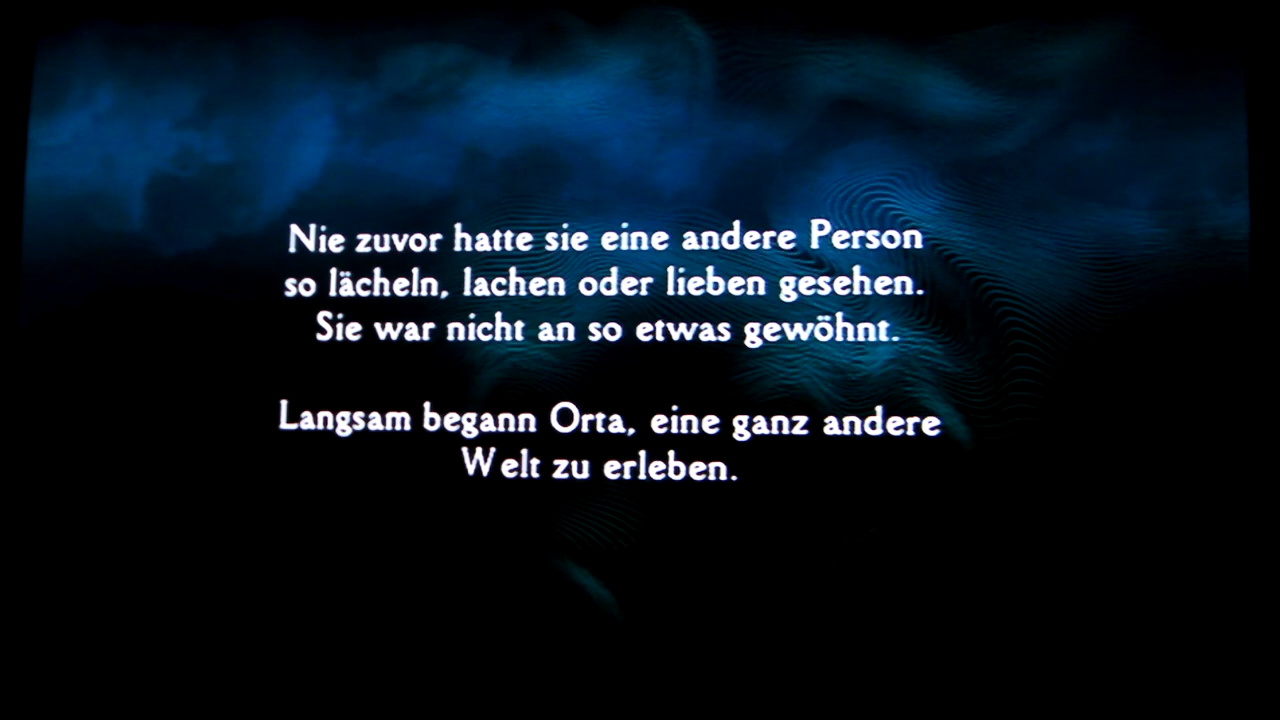 Nie zuvor hatte sie eine andere Person
so lächeln, lachen oder lieben gesehen.
Sie war nicht an so etwas gewöhnt.
Langsam begann Orta, eine ganz andere
Welt zu erleben.